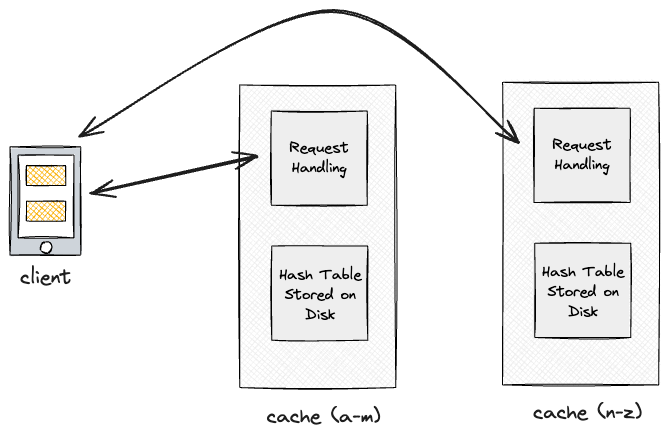 Request
Handling
Request
Handling
client
Hash Table
Stored on
Disk
Hash Table
Stored on
Disk
cache (a-m)
cache (n-z)